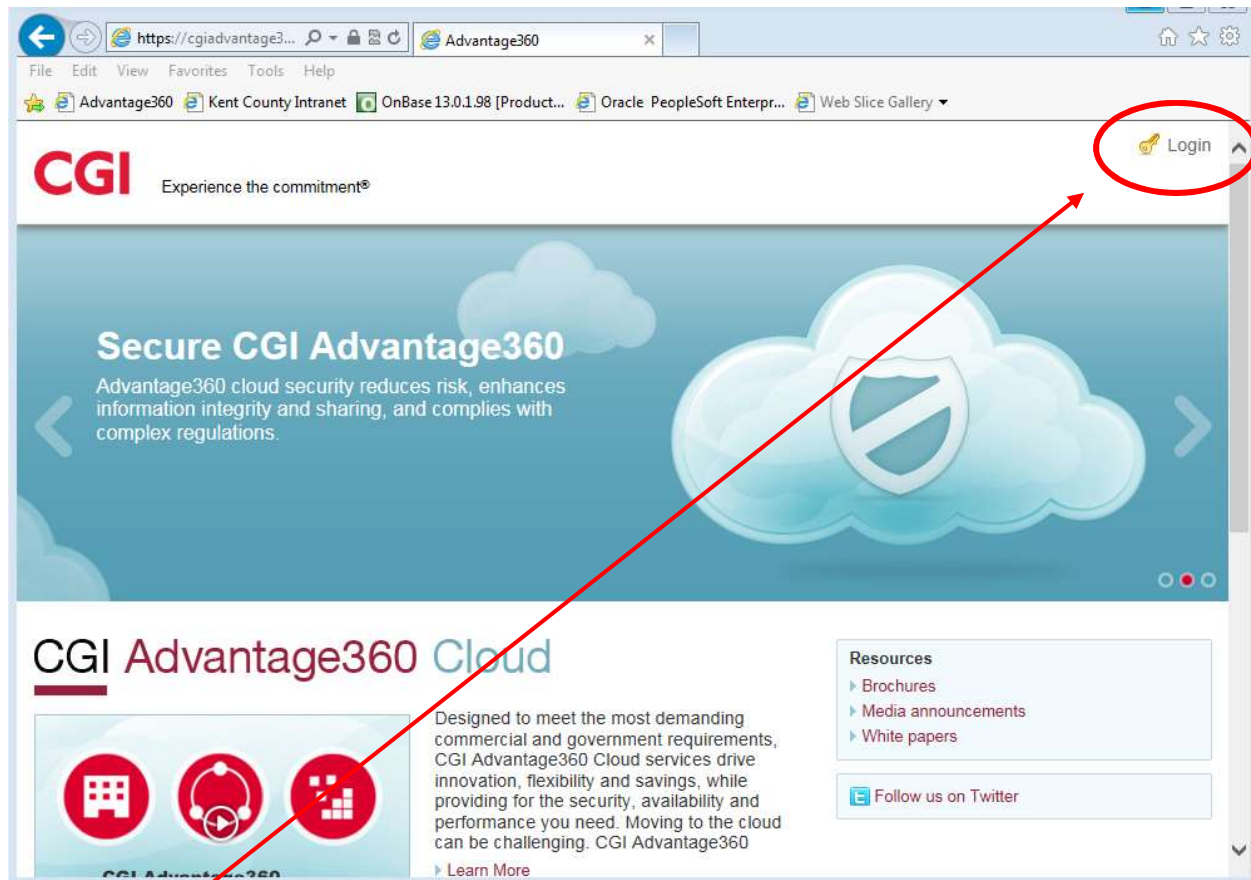 https://cgiadvantage3...
Advantage360
File Edit View Favorites Tools Help
Advantage360 Kent County Intranet OnBase 13.0.1.98 [Product... Oracle PeopleSoft Enterpr... Web Slice Gallery
Login
CGI
Experience the commitment®
Secure CGI Advantage360
Advantage360 cloud security reduces risk, enhances
information integrity and sharing, and complies with
complex regulations.
CGI Advantage360 Cloud
Designed to meet the most demanding
commercial and government requirements,
CGI Advantage360 Cloud services drive
innovation, flexibility and savings, while
providing for the security, availability and
performance you need. Moving to the cloud
can be challenging. CGI Advantage360
Learn More
CGI Advantage360
Resources
Brochures
Media announcements
White papers
Follow us on Twitter